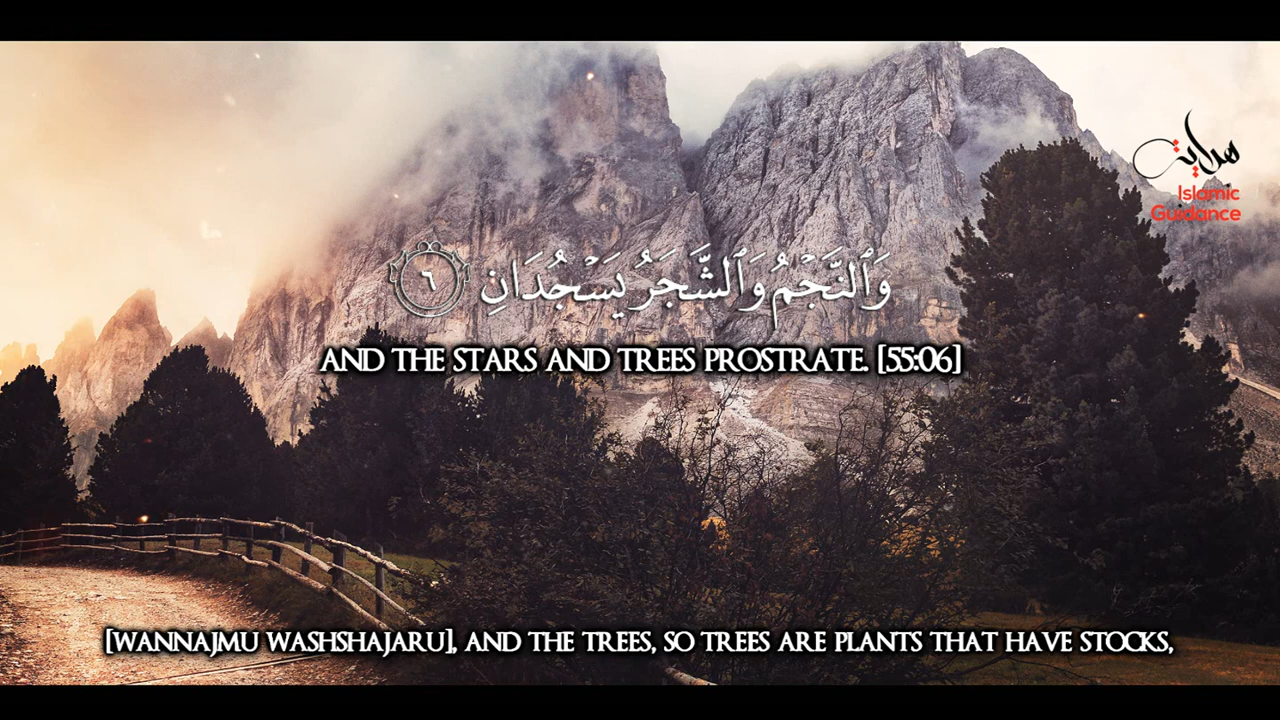 هداية
Islamic
Guidance
وَٱلنَّجْمُ وَٱلشَّجَرُ يَسْجُدَانِ ٦
AND THE STARS AND TREES PROSTRATE. [55:06]
[WANNAJMU WASHSHAJARU], AND THE TREES, SO TREES ARE PLANTS THAT HAVE STOCKS,